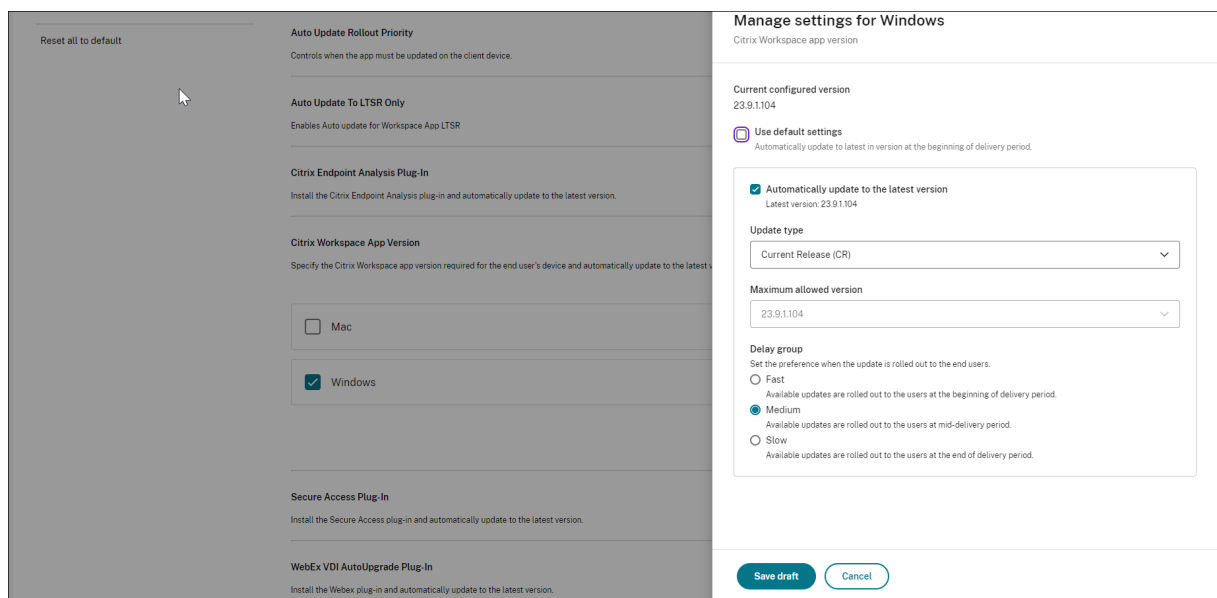 Reset all to default
Auto Update Rollout Priority
Controls when the app must be updated on the client device.
Auto Update To LTSR Only
Enables Auto update for Workspace App LTSR
Citrix Endpoint Analysis Plug-In
Install the Citrix Endpoint Analysis plug-in and automatically update to the latest version.
Citrix Workspace App Version
Specify the Citrix Workspace app version required for the end user's device and automatically update to the latest v
Mac
Windows
Secure Access Plug-In
Install the Secure Access plug-in and automatically update to the latest version.
WebEx VDI AutoUpgrade Plug-In
Install the Webex plug-in and automatically update to the latest version.
Manage settings for Windows
Citrix Workspace app version
Current configured version
23.9.1.104
Use default settings
Automatically update to latest in version at the beginning of delivery period.
Automatically update to the latest version
Latest version: 23.9.1.104
Update type
Current Release (CR)
Maximum allowed version
23.9.1.104
Delay group
Set the preference when the update is rolled out to the end users.
Fast
Available updates are rolled out to the users at the beginning of delivery period.
Medium
Available updates are rolled out to the users at mid-delivery period.
Slow
Available updates are rolled out to the users at the end of delivery period.
Save draft
Cancel